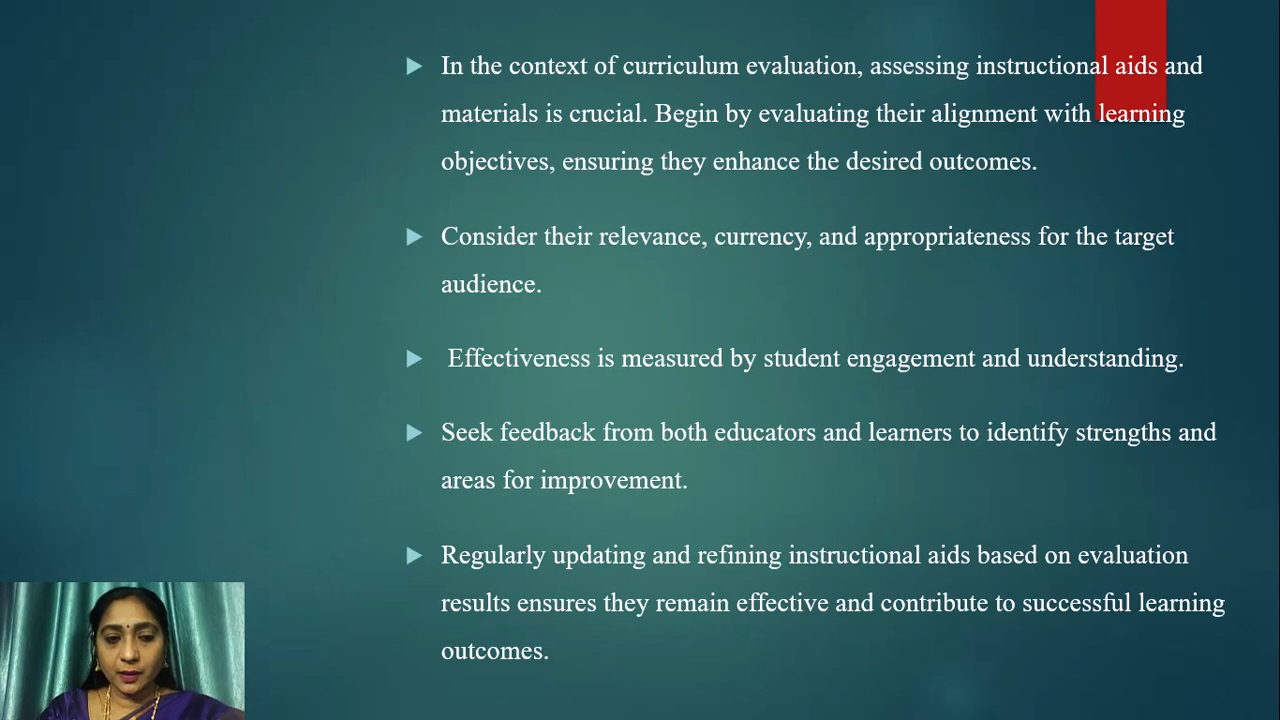 In the context of curriculum evaluation, assessing instructional aids and
materials is crucial. Begin by evaluating their alignment with learning
objectives, ensuring they enhance the desired outcomes.
Consider their relevance, currency, and appropriateness for the target
audience.
Effectiveness is measured by student engagement and understanding.
Seek feedback from both educators and learners to identify strengths and
areas for improvement.
Regularly updating and refining instructional aids based on evaluation
results ensures they remain effective and contribute to successful learning
outcomes.